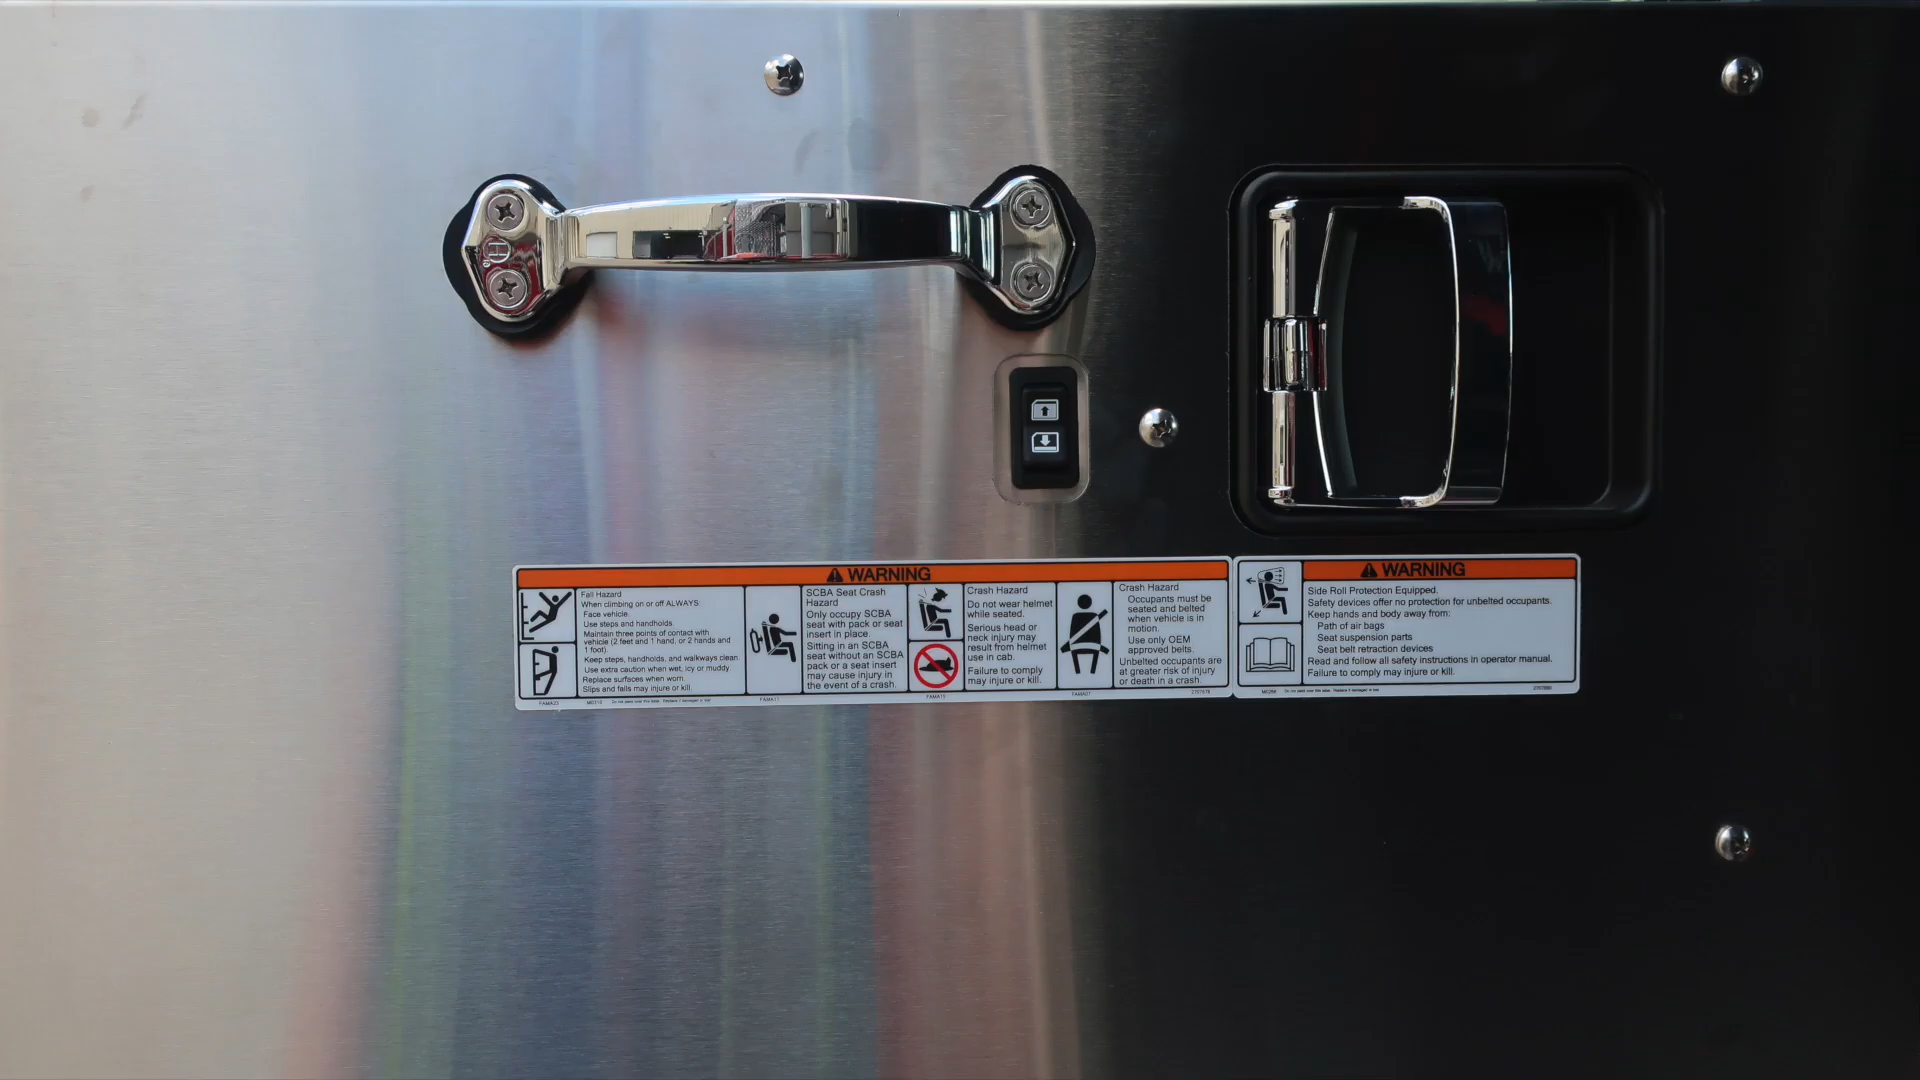 WARNING
Fall Hazard
When climbing on or off ALWAYS:
Face vehicle.
Use steps and handholds.
Maintain three points of contact with
vehicle (2 feet and 1 hand, or 2 hands and
1 foot).
Keep steps, handholds, and walkways clean.
Use extra caution when wet, icy or muddy.
Replace surfaces when worn.
Slips and falls may injure or kill.
SCBA Seat Crash
Hazard
Only occupy SCBA
seat with pack or seat
insert in place.
Sitting in an SCBA
seat without an SCBA
pack or a seat insert
may cause injury in
the event of a crash.
Crash Hazard
Do not wear helmet
while seated.
Serious head or
neck injury may
result from helmet
use in cab.
Failure to comply
may injure or kill.
Crash Hazard
Occupants must be
seated and belted
when vehicle is in
motion.
Use only OEM
approved belts.
Unbelted occupants are
at greater risk of injury
or death in a crash.
FAMA23
FAMA11
FAMA15
FAMA07
WARNING
Side Roll Protection Equipped.
Safety devices offer no protection for unbelted occupants.
Keep hands and body away from:
Path of air bags
Seat suspension parts
Seat belt retraction devices
Read and follow all safety instructions in operator manual.
Failure to comply may injure or kill.